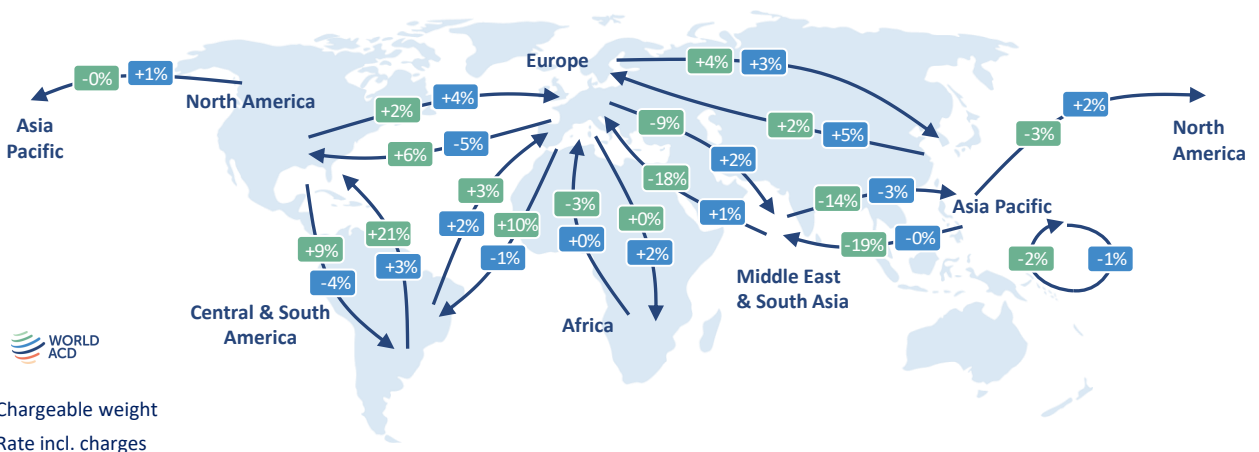 Europe
+4%
+3%
-0%
+1%
North America
Asia
Pacific
+2%
+4%
+6%
-5%
-9%
+2%
+2%
+5%
-3%
+2%
North
America
-18%
+1%
-14%
-3%
Asia Pacific
-19%
-0%
-2%
-1%
+3%
+2%
+10%
-1%
-3%
+0%
+0%
+2%
+21%
+3%
+9%
-4%
Middle East
& South Asia
Central & South
America
Africa
WORLD
ACD
Chargeable weight
Rate incl. charges